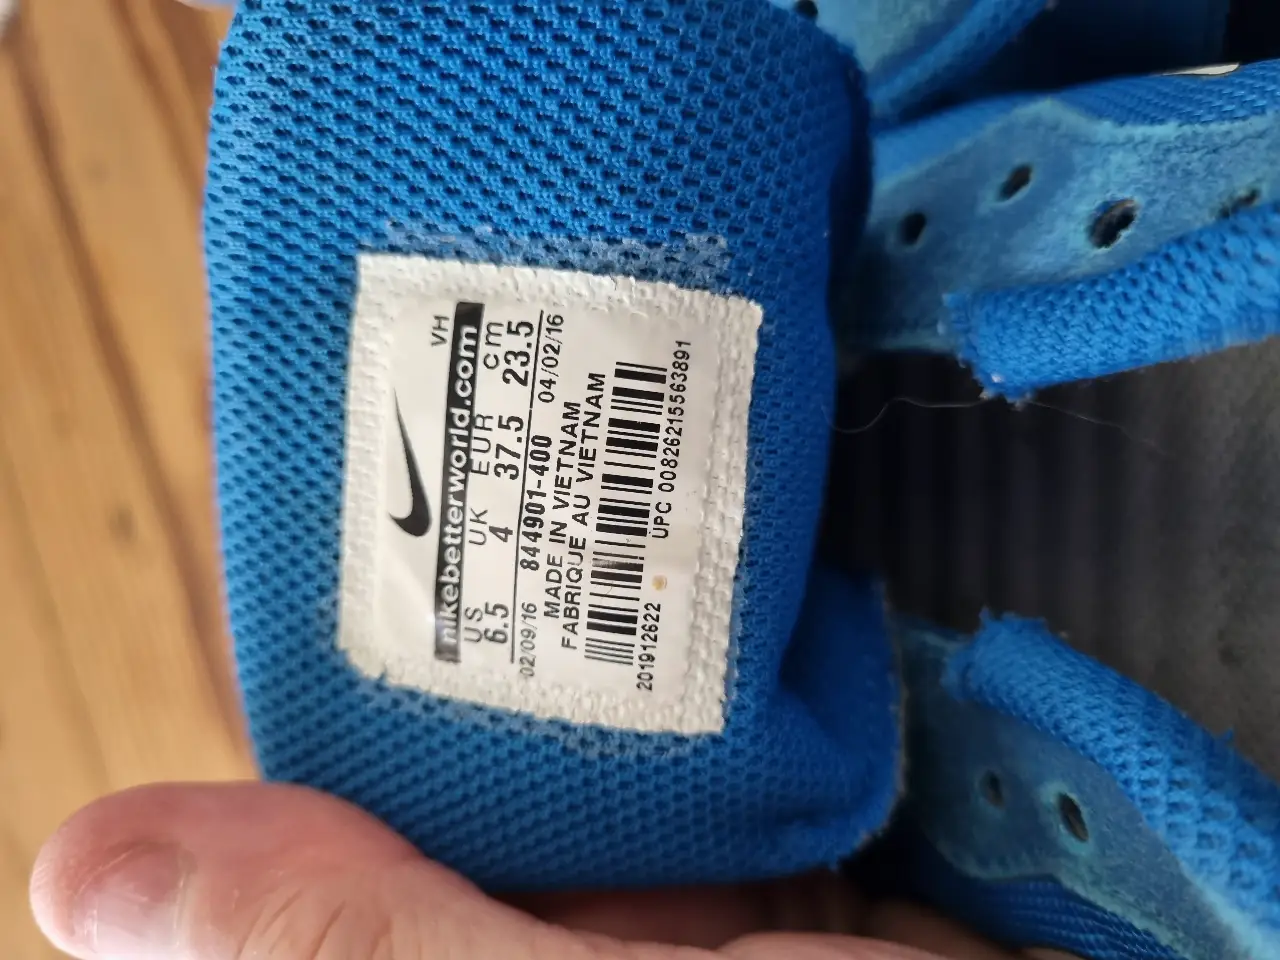 VH
nikebetterworld.com
US UK EUR cm
6.5 4 37.5 23.5
02/09/16 844901-400 04/02/16
MADE IN VIETNAM
FABRIQUE AU VIETNAM
201912622 UPC 00826215563891